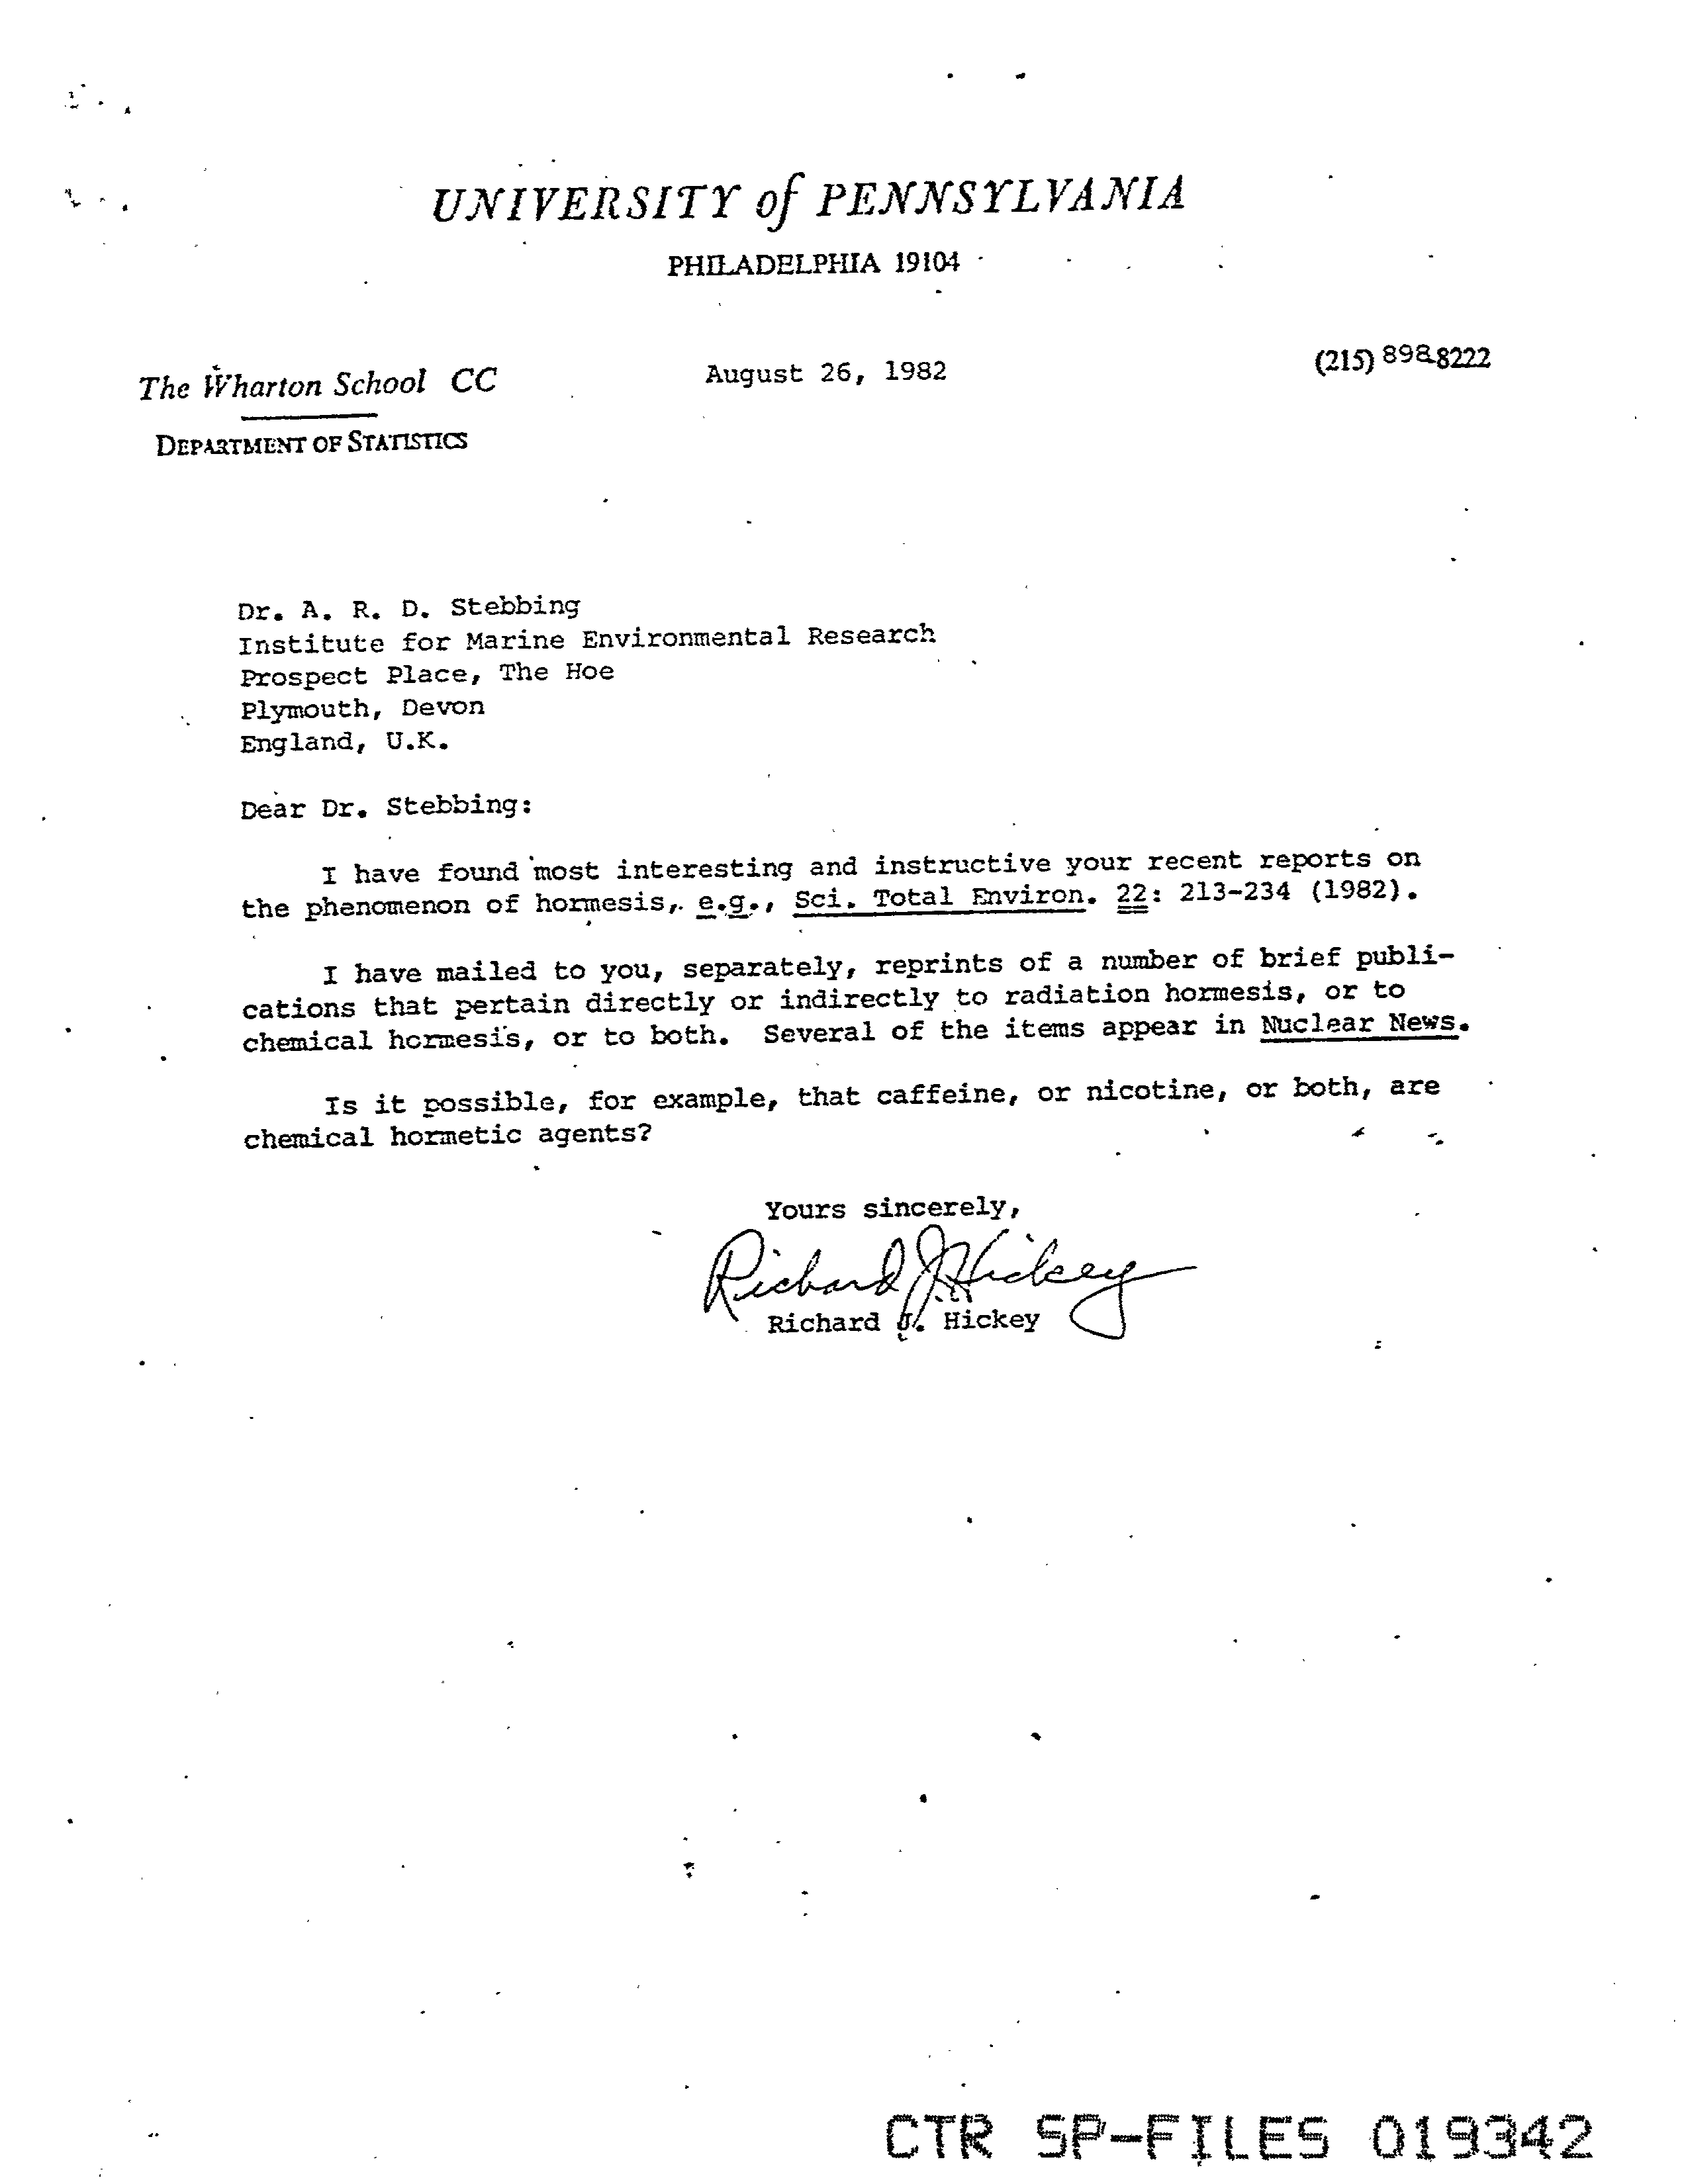 UNIVERSITY of PENNSYLVANIA
PHILADELPHIA 19104
The Wharton School CC
August 26, 1982
(215) 898-8222
DEPARTMENT OF STATISTICS
Dr. A. R. D. Stebbing
Institute for Marine Environmental Research
Prospect Place, The Hoe
Plymouth, Devon
England, U.K.
Dear Dr. Stebbing:
I have found most interesting and instructive your recent reports on
the phenomenon of hormesis, e.g., Sci. Total Environ. 22: 213-234 (1982).
I have mailed to you, separately, reprints of a number of brief publi-
cations that pertain directly or indirectly to radiation hormesis, or to
chemical hormesis, or to both. Several of the items appear in Nuclear News.
Is it possible, for example, that caffeine, or nicotine, or both, are
chemical hormetic agents?
Yours sincerely,
Richard J. Hickey
Richard J. Hickey
CTR SP-FILES 019342